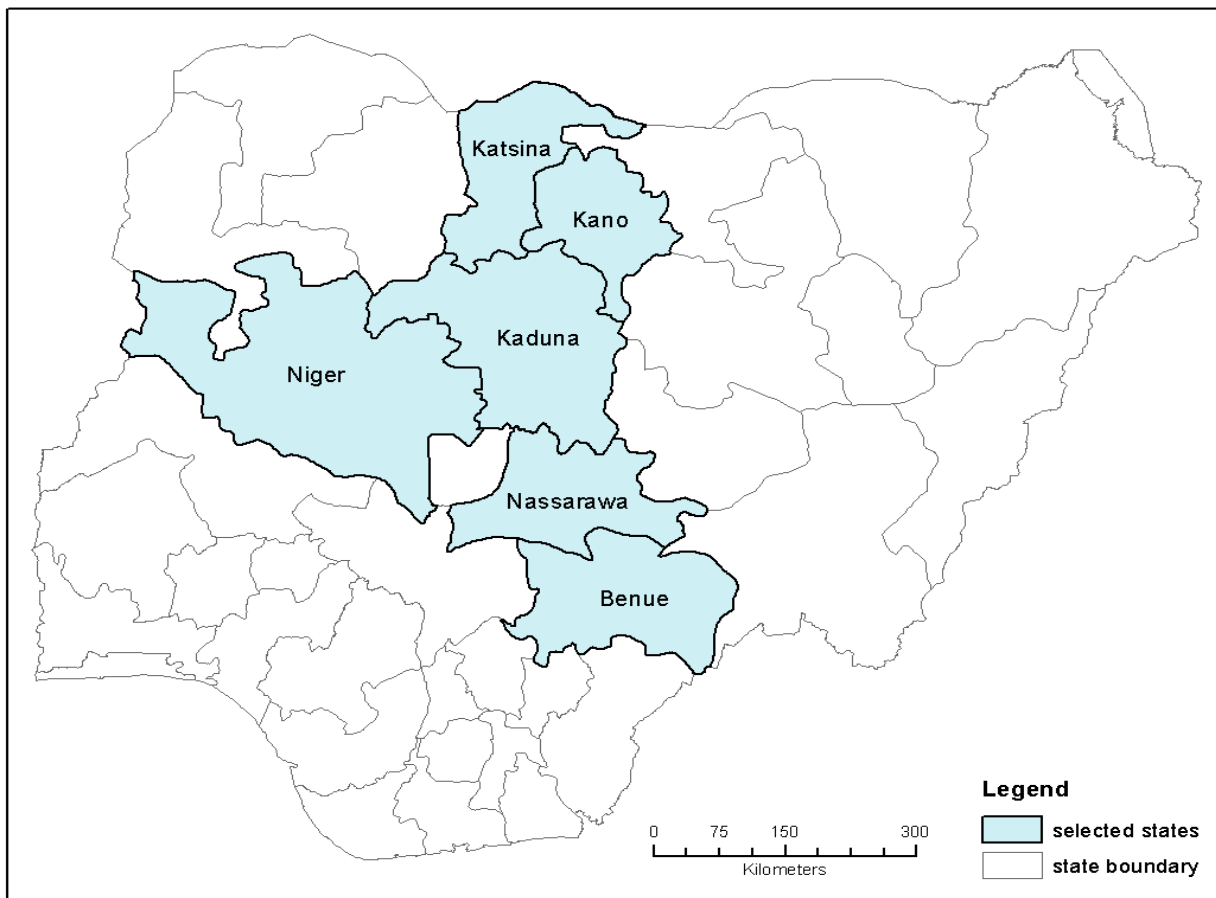 Katsina
Kano
Kaduna
Niger
Nassarawa
Benue
Legend
selected states
state boundary
0 75 150 300
Kilometers